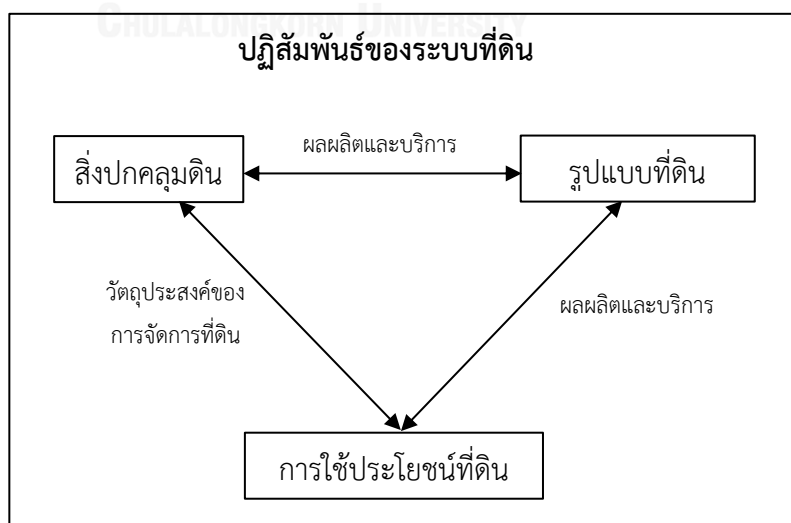 CHULALONGKORN UNIVERSITY
ปฏิสัมพันธ์ของระบบที่ดิน
ผลผลิตและบริการ
สิ่งปกคลุมดิน
รูปแบบที่ดิน
วัตถุประสงค์ของ
การจัดการที่ดิน
ผลผลิตและบริการ
การใช้ประโยชน์ที่ดิน